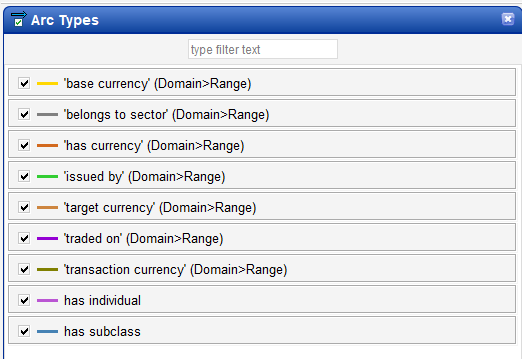 Arc Types
type filter text
'base currency' (Domain>Range)
'belongs to sector' (Domain>Range)
'has currency' (Domain>Range)
'issued by' (Domain>Range)
'target currency' (Domain>Range)
'traded on' (Domain>Range)
'transaction currency' (Domain>Range)
has individual
has subclass